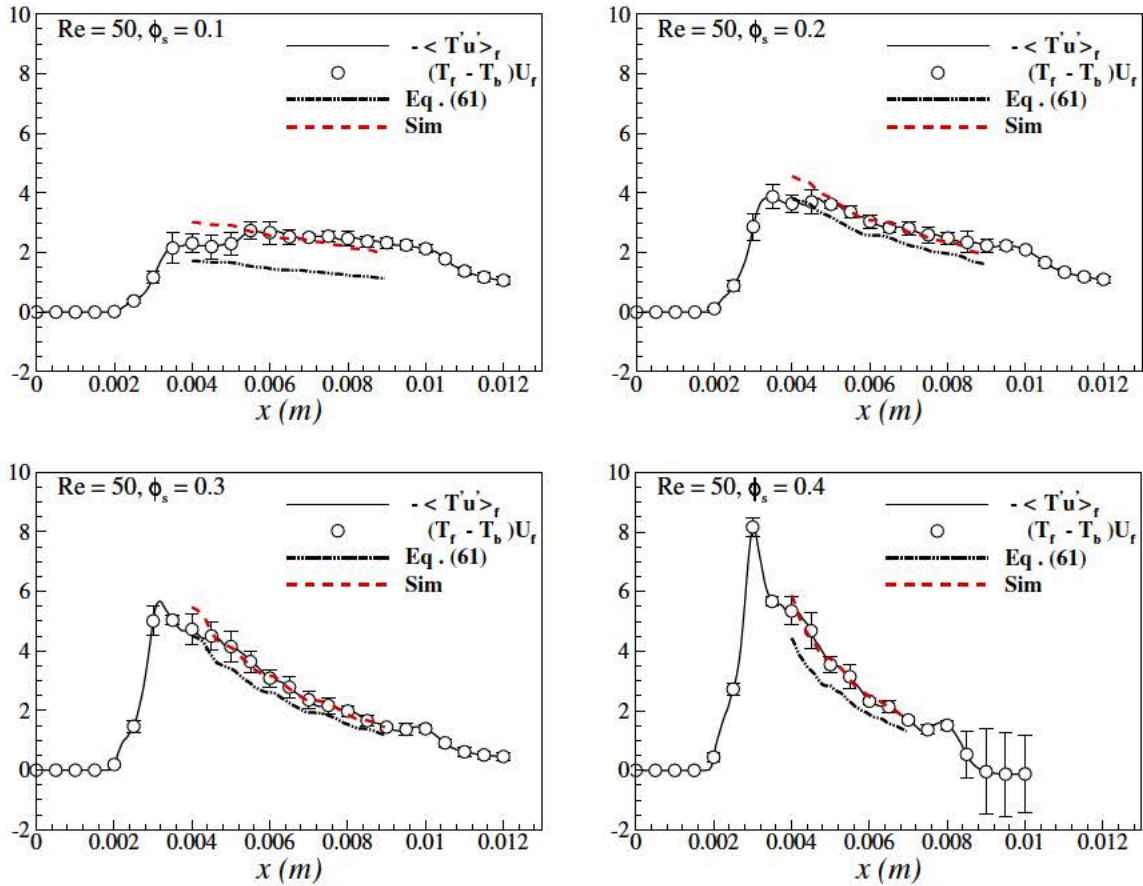 Re = 50, ϕs = 0.1
- < T'u' >f
(Tf - Tb)Uf
Eq . (61)
Sim
10
8
6
4
2
0
-2
0 0.002 0.004 0.006 0.008 0.01 0.012
x (m)
Re = 50, ϕs = 0.2
- < T'u' >f
(Tf - Tb)Uf
Eq . (61)
Sim
10
8
6
4
2
0
-2
0 0.002 0.004 0.006 0.008 0.01 0.012
x (m)
Re = 50, ϕs = 0.3
- < T'u' >f
(Tf - Tb)Uf
Eq . (61)
Sim
10
8
6
4
2
0
-2
0 0.002 0.004 0.006 0.008 0.01 0.012
x (m)
Re = 50, ϕs = 0.4
- < T'u' >f
(Tf - Tb)Uf
Eq . (61)
Sim
10
8
6
4
2
0
-2
0 0.002 0.004 0.006 0.008 0.01 0.012
x (m)